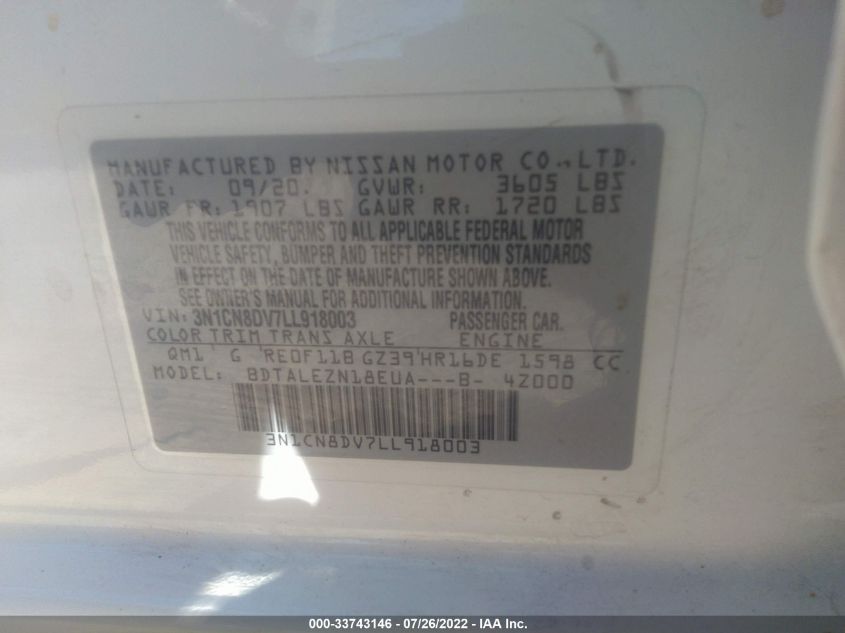 MANUFACTURED BY NISSAN MOTOR CO., LTD.
DATE: 09/20. GVWR: 3605 LBS
GAWR FR: 1907 LBS GAWR RR: 1720 LBS
THIS VEHICLE CONFORMS TO ALL APPLICABLE FEDERAL MOTOR
VEHICLE SAFETY, BUMPER AND THEFT PREVENTION STANDARDS
IN EFFECT ON THE DATE OF MANUFACTURE SHOWN ABOVE.
SEE OWNER'S MANUAL FOR ADDITIONAL INFORMATION.
VIN: 3N1CN8DV7LL918003 PASSENGER CAR.
COLOR TRIM TRANS AXLE ENGINE
QM1 G RE0F11B GZ39 HR16DE 1598 CC
MODEL: BDTALEZN18EUA---B- 4Z000
3N1CN8DV7LL918003
000-33743146 - 07/26/2022 - IAA Inc.